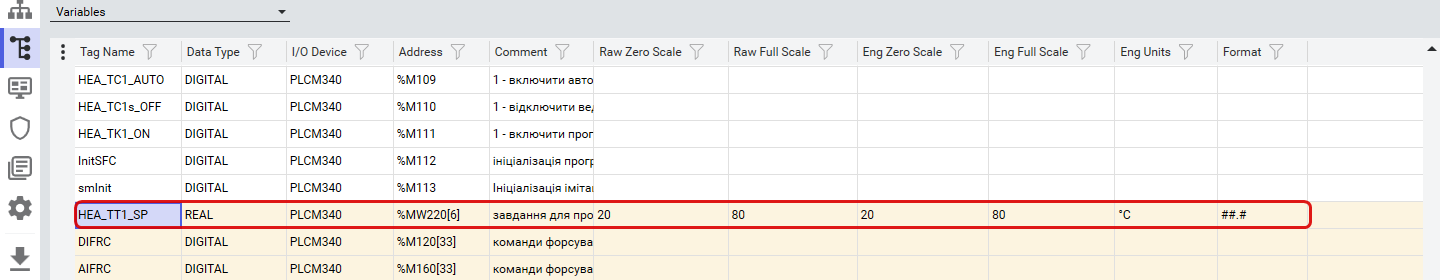 Variables
Tag Name Data Type I/O Device Address Comment Raw Zero Scale Raw Full Scale Eng Zero Scale Eng Full Scale Eng Units Format
HEA_TC1_AUTO DIGITAL PLCM340 %M109 1 - включити авто
HEA_TC1s_OFF DIGITAL PLCM340 %M110 1 - відключити вед
HEA_TK1_ON DIGITAL PLCM340 %M111 1 - включити прог
InitSFC DIGITAL PLCM340 %M112 ініціалізація прогр
smInit DIGITAL PLCM340 %M113 Ініціалізація іміта
HEA_TT1_SP REAL PLCM340 %MW220[6] завдання для про 20 80 20 80 °C ##.#
DIFRC DIGITAL PLCM340 %M120[33] команди форсува
AIFRC DIGITAL PLCM340 %M160[33] команди форсува